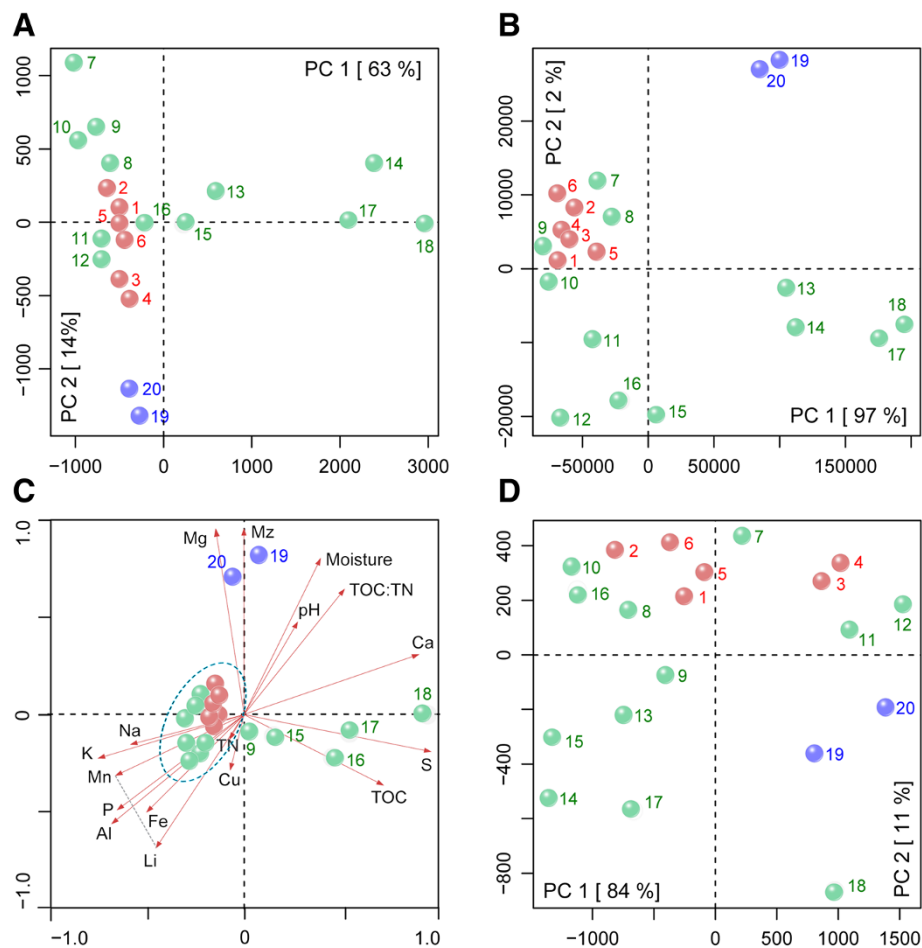 A
1000
500
0
−500
−1000
PC 2 [ 14%]
PC 1 [ 63 %]
7
10
9
8
2
1
5
16
11
6
12
3
4
13
15
14
17
18
20
19
−1000 0 1000 2000 3000
B
20000
10000
0
−10000
−20000
PC 2 [ 2 %]
PC 1 [ 97 %]
19
20
6
7
2
8
4
9
3
1
5
10
13
18
11
14
17
16
12
15
−50000 0 50000 150000
C
1.0
0
−1.0
Mg
Mz
20
19
Moisture
TOC:TN
pH
Ca
18
17
Na
TN
9
15
K
S
Mn
Cu
16
TOC
P
Fe
Al
Li
−1.0 0 1.0
D
400
200
0
−400
−800
PC 1 [ 84 %]
PC 2 [ 11 %]
2
6
7
10
5
4
3
16
8
1
12
11
9
13
20
15
19
14
17
18
−1000 0 500 1000 1500